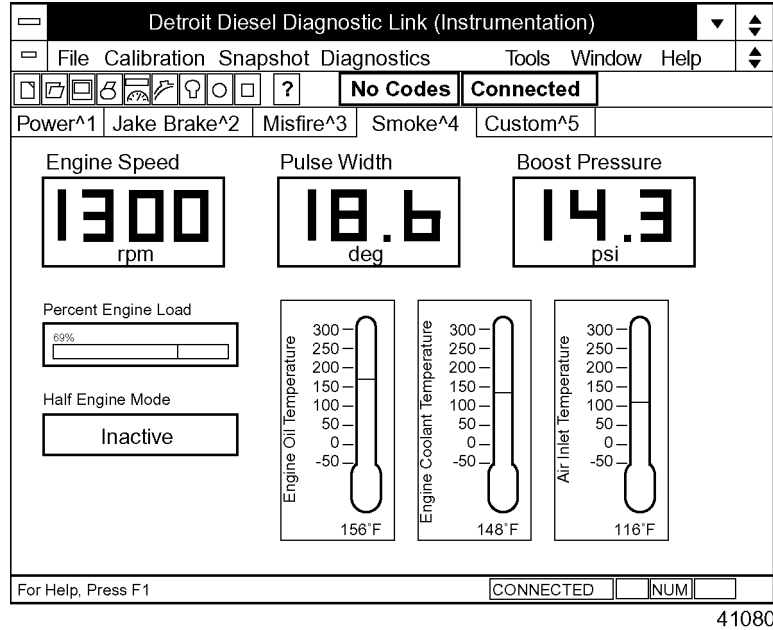 Detroit Diesel Diagnostic Link (Instrumentation)
File Calibration Snapshot Diagnostics Tools Window Help
? No Codes Connected
Power^1 Jake Brake^2 Misfire^3 Smoke^4 Custom^5
Engine Speed Pulse Width Boost Pressure
1300 18.6 14.3
rpm deg psi
Percent Engine Load
69%
Half Engine Mode
Inactive
Engine Oil Temperature
300
250
200
150
100
50
0
-50
156°F
Engine Coolant Temperature
300
250
200
150
100
50
0
-50
148°F
Air Inlet Temperature
300
250
200
150
100
50
0
-50
116°F
For Help, Press F1 CONNECTED NUM
41080